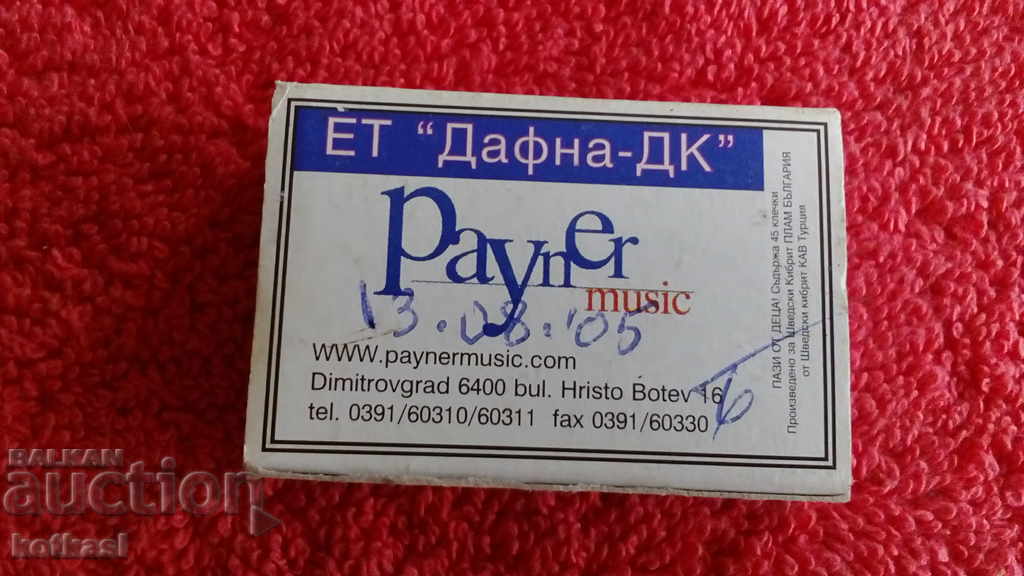 ЕТ “Дафна-ДК”
Payner
music
13.08.'05
www.paynermusic.com
Dimitrovgrad 6400 bul. Hristo Botev 16
tel. 0391/60310/60311 fax 0391/60330
ПАЗИ ОТ ДЕЦА! Съдържа 45 клечки
Произведено за Шведски Кибрит ПЛАМ БЪЛГАРИЯ
от Шведски кибрит КАВ Турция
BALKAN
auction
kotkasl